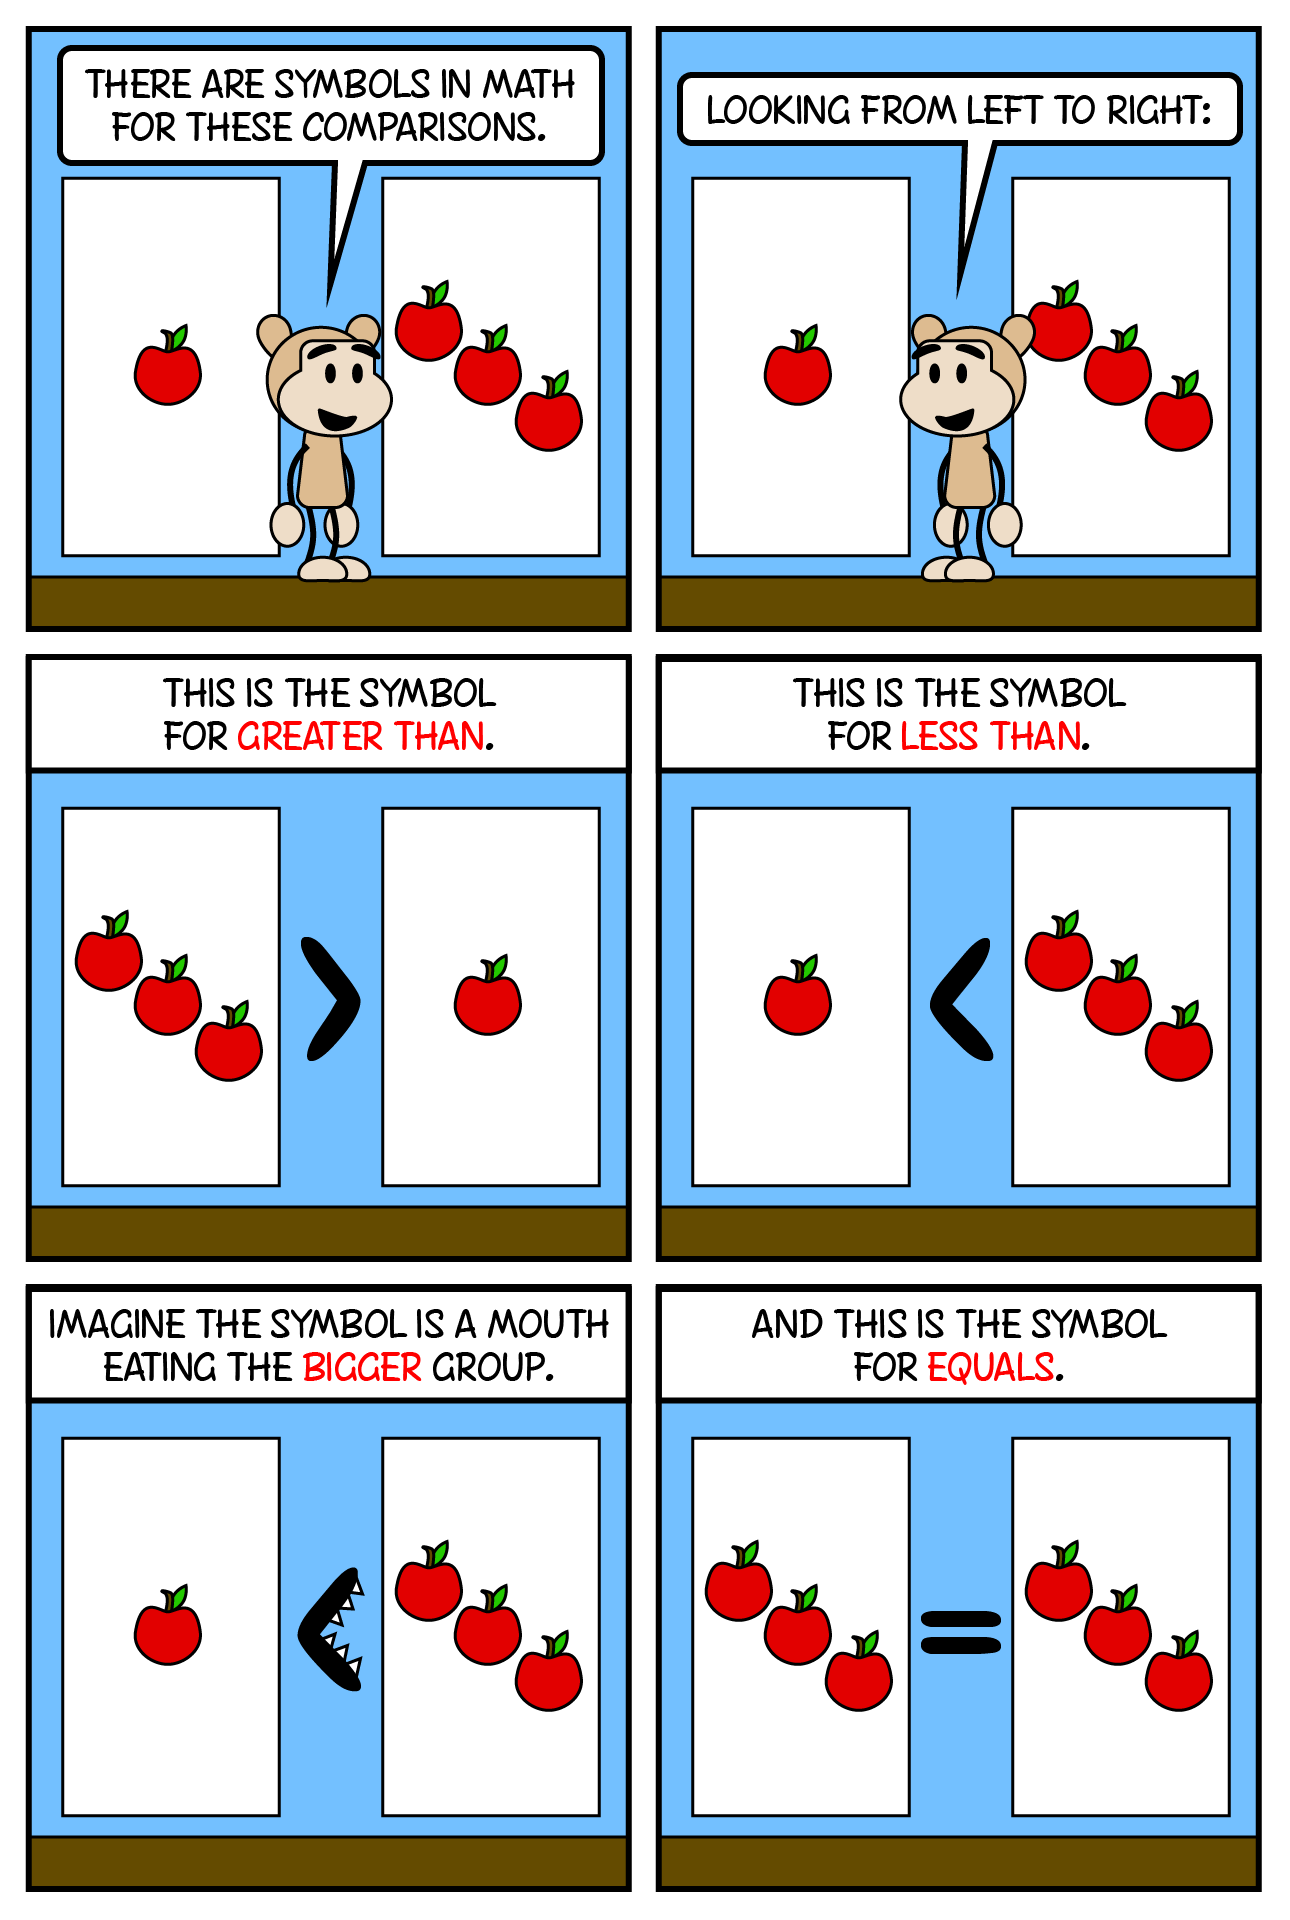 THERE ARE SYMBOLS IN MATH
FOR THESE COMPARISONS.
LOOKING FROM LEFT TO RIGHT:
THIS IS THE SYMBOL
FOR GREATER THAN.
>
THIS IS THE SYMBOL
FOR LESS THAN.
<
IMAGINE THE SYMBOL IS A MOUTH
EATING THE BIGGER GROUP.
<
AND THIS IS THE SYMBOL
FOR EQUALS.
=